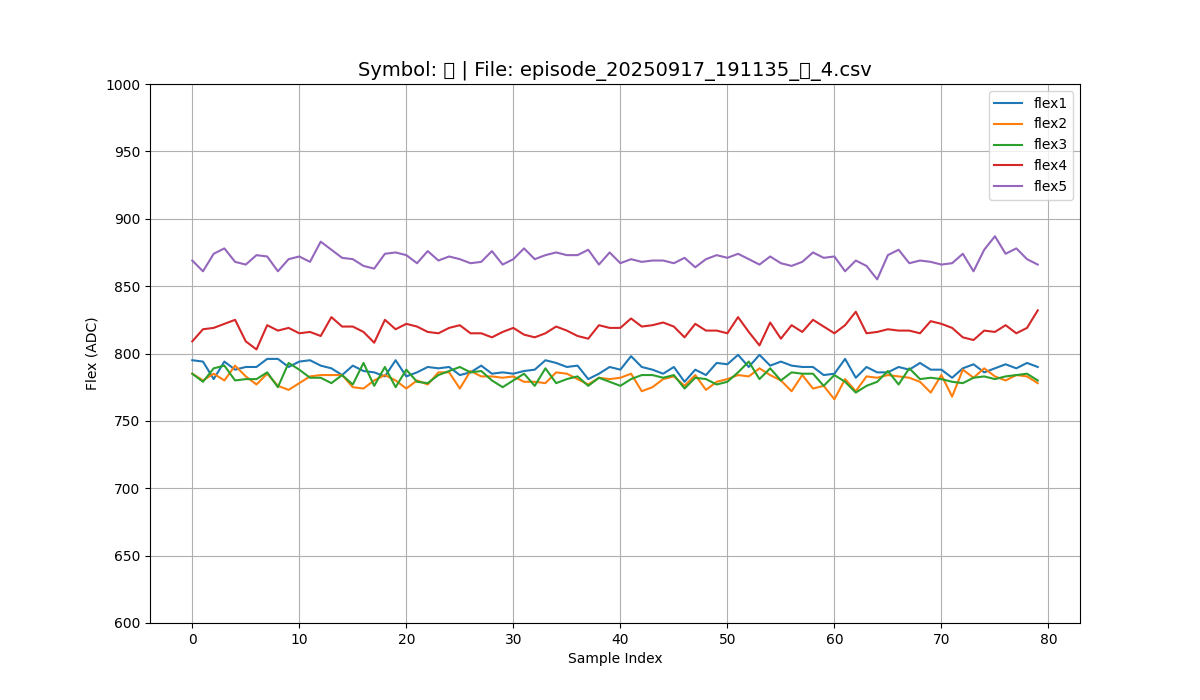 Symbol: | File: episode_20250917_191135_ _4.csv
1000
950
900
850
800
750
700
650
600
Flex (ADC)
flex1
flex2
flex3
flex4
flex5
0 10 20 30 40 50 60 70 80
Sample Index